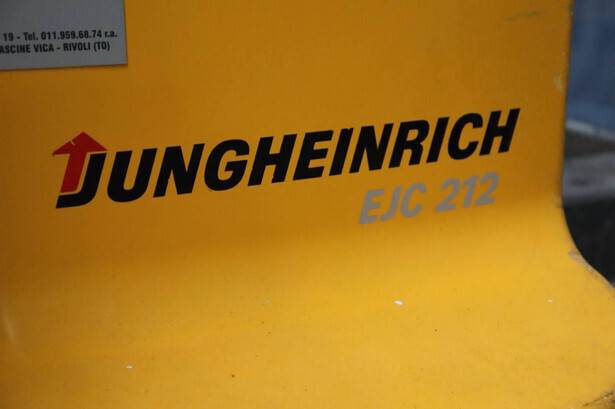 19 - Tel. 011.959.68.74 r.a.
ASCINE VICA - RIVOLI (TO)
JUNGHEINRICH
EJC 212